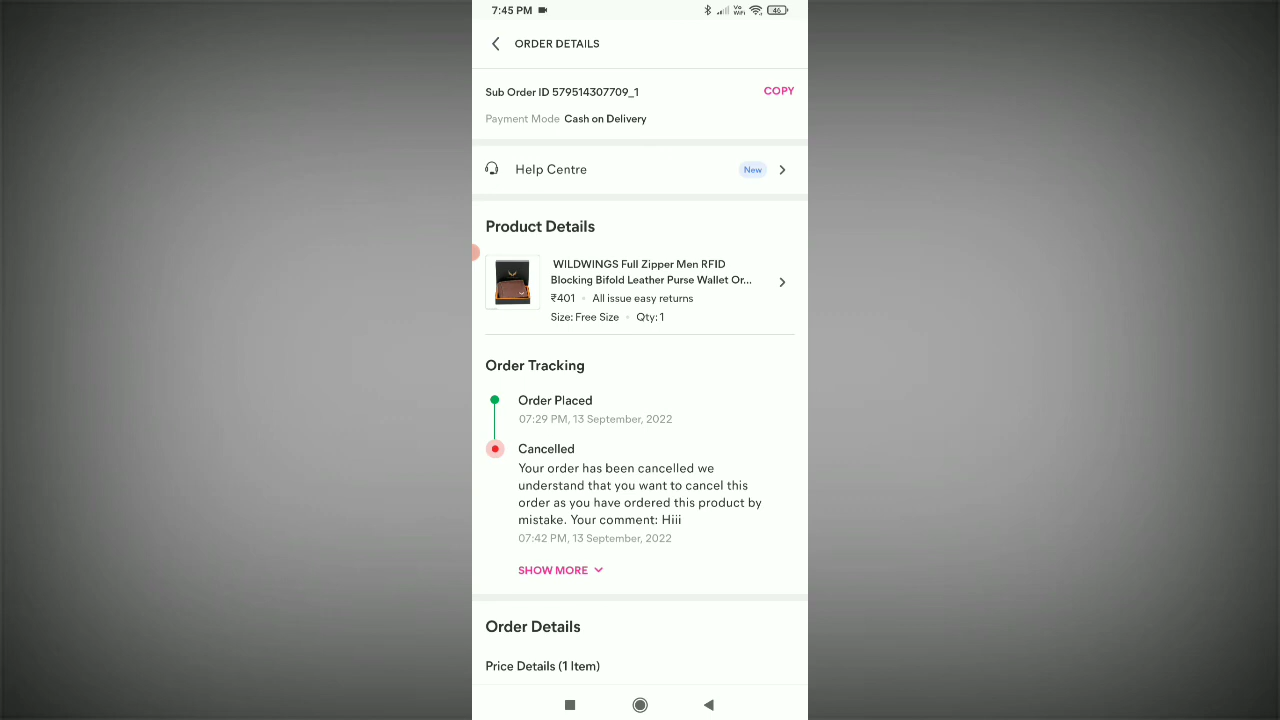 7:45 PM
Vo
WiFi
46
ORDER DETAILS
Sub Order ID 579514307709_1
COPY
Payment Mode Cash on Delivery
Help Centre
New
Product Details
WILDWINGS Full Zipper Men RFID
Blocking Bifold Leather Purse Wallet Or...
₹401 • All issue easy returns
Size: Free Size • Qty: 1
Order Tracking
Order Placed
07:29 PM, 13 September, 2022
Cancelled
Your order has been cancelled we
understand that you want to cancel this
order as you have ordered this product by
mistake. Your comment: Hiii
07:42 PM, 13 September, 2022
SHOW MORE
Order Details
Price Details (1 Item)